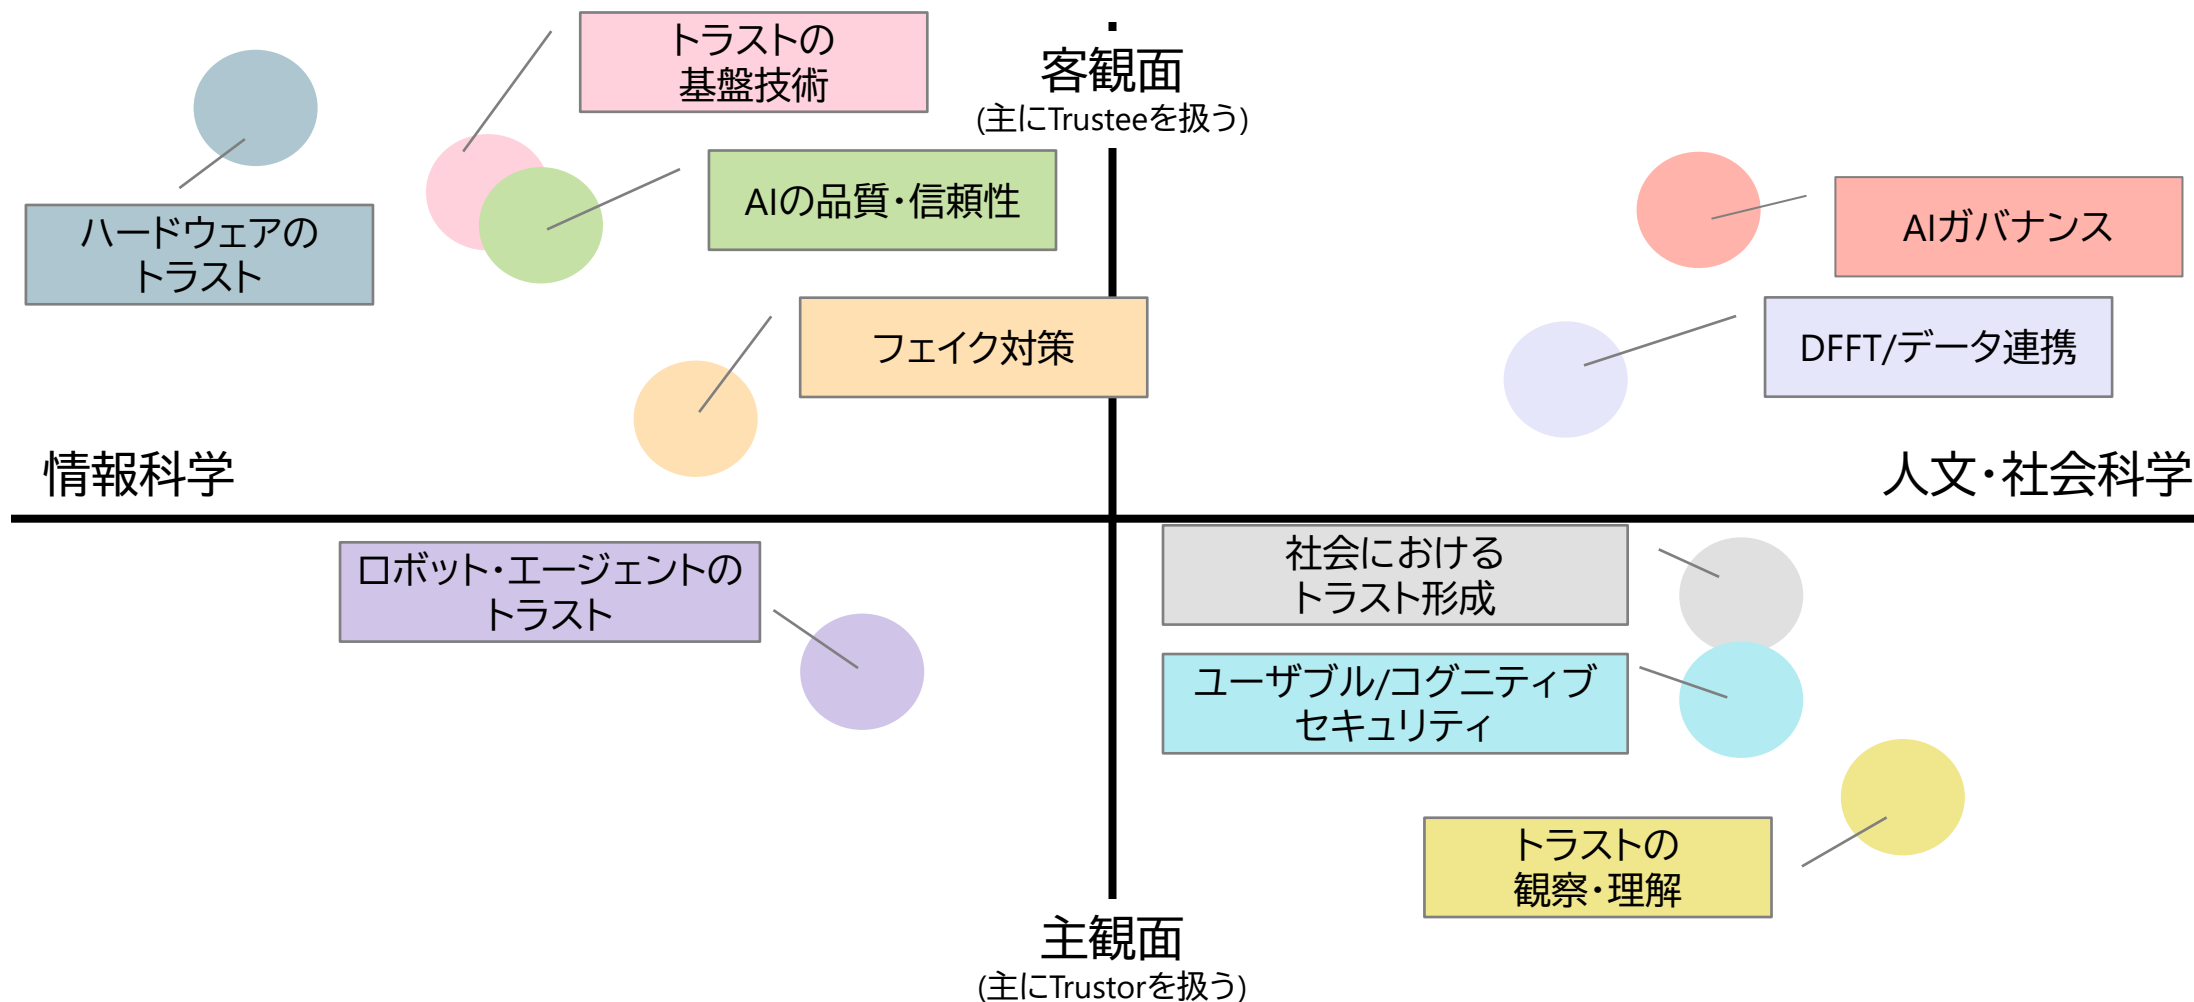 トラストの
基盤技術
客観面
(主にTrusteeを扱う)
AIの品質・信頼性
ハードウェアの
トラスト
AIガバナンス
フェイク対策
DFFT/データ連携
情報科学
人文・社会科学
ロボット・エージェントの
トラスト
社会における
トラスト形成
ユーザブル/コグニティブ
セキュリティ
トラストの
観察・理解
主観面
(主にTrustorを扱う)